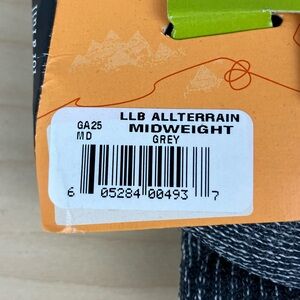 LLB ALLTERRAIN
GA25 MIDWEIGHT
MD GREY
6 05284 00493 7